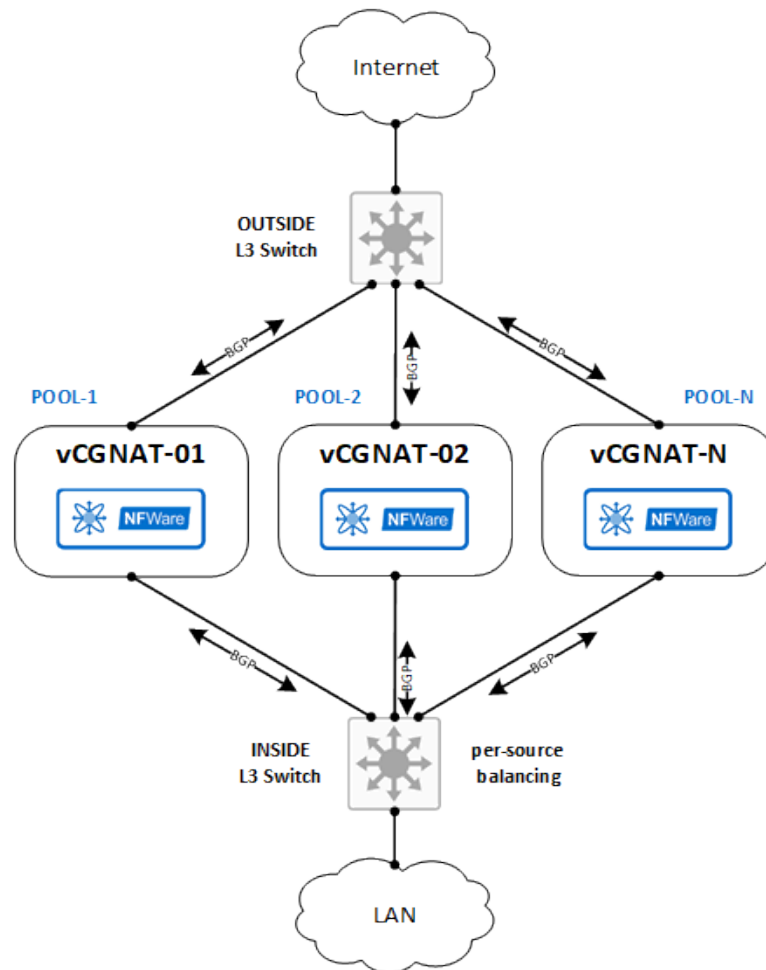 Internet
OUTSIDE
L3 Switch
BGP
BGP
BGP
POOL-1
POOL-2
POOL-N
vCGNAT-01
vCGNAT-02
vCGNAT-N
NFWare
NFWare
NFWare
BGP
BGP
BGP
INSIDE
L3 Switch
per-source
balancing
LAN